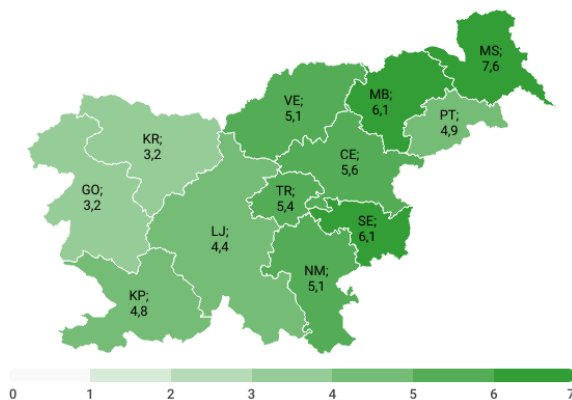 MS;
7,6
VE;
5,1
MB;
6,1
PT;
4,9
KR;
3,2
CE;
5,6
GO;
3,2
TR;
5,4
LJ;
4,4
SE;
6,1
NM;
5,1
KP;
4,8
0 1 2 3 4 5 6 7